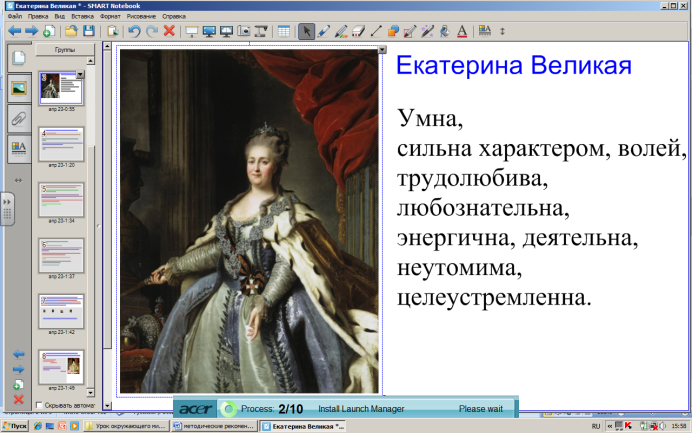 Екатерина Великая * - SMART Notebook
Файл Правка Вид Вставка Формат Рисование Справка
Группы
апр 23-0:55
4
апр 23-1:20
5
апр 23-1:34
6
апр 23-1:37
7
апр 23-1:42
8
апр 23-1:49
Скрывать автомат
Екатерина Великая
Умна,
сильна характером, волей,
трудолюбива,
любознательна,
энергична, деятельна,
неутомима,
целеустремленна.
acer Process: 2/10 Install Launch Manager Please wait
Пуск
Урок окружающего ми...
методические рекомен...
Екатерина Великая *...
RU
15:58